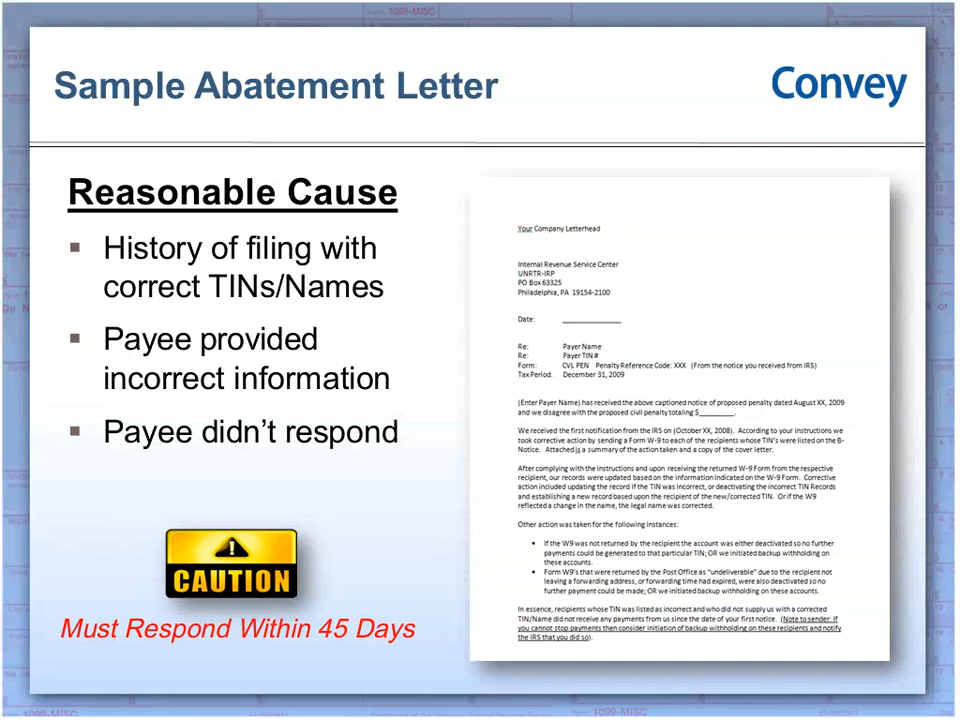 Form 1099-MISC
Sample Abatement Letter
Convey
Reasonable Cause
▪ History of filing with
correct TINs/Names
▪ Payee provided
incorrect information
▪ Payee didn’t respond
CAUTION
Must Respond Within 45 Days
Your Company Letterhead
Internal Revenue Service Center
UNRTR-IRP
PO Box 63325
Philadelphia, PA 19154-2100
Date: ______________
Re: Payer Name
Re: Payer TIN #
Form: CVL PEN Penalty Reference Code: XXX (From the notice you received from IRS)
Tax Period: December 31, 2009
(Enter Payer Name) has received the above captioned notice of proposed penalty dated August XX, 2009
and we disagree with the proposed civil penalty totaling $_________.
We received the first notification from the IRS on (October XX, 2008). According to your instructions we
took corrective action by sending a Form W-9 to each of the recipients whose TIN's were listed on the B-
Notice. Attached is a summary of the action taken and a copy of the cover letter.
After complying with the instructions and upon receiving the returned W-9 Form from the respective
recipient, our records were updated based on the information indicated on the W-9 Form. Corrective
action included updating the record if the TIN was incorrect, or deactivating the incorrect TIN Records
and establishing a new record based upon the recipient of the new/corrected TIN. Or if the W9
reflected a change in the name, the legal name was corrected.
Other action was taken for the following instances:
• If the W9 was not returned by the recipient the account was either deactivated so no further
payments could be generated to that particular TIN; OR we initiated backup withholding on
these accounts.
• Form W9's that were returned by the Post Office as “undeliverable” due to the recipient not
leaving a forwarding address, or forwarding time had expired, were also deactivated so no
further payment could be made; OR we initiated backup withholding on these accounts.
In essence, recipients whose TIN was listed as incorrect and who did not supply us with a corrected
TIN/Name did not receive any payments from us since the date of your first notice. (Note to sender: If
you cannot stop payments then consider initiation of backup withholding on these recipients and notify
the IRS that you did so).
Form 1099-MISC